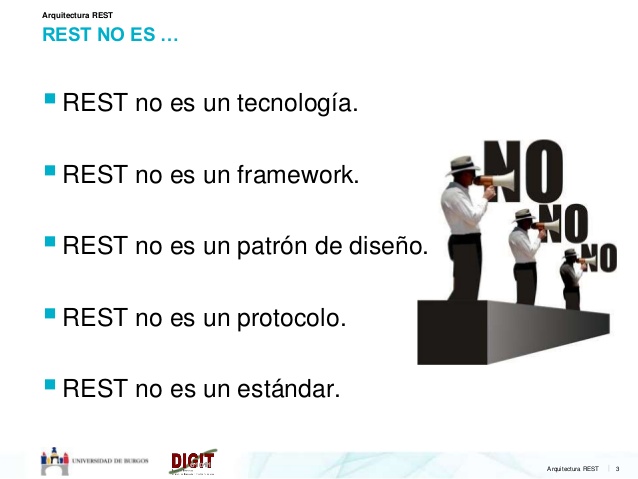 Arquitectura REST
REST NO ES …
REST no es un tecnología.
REST no es un framework.
REST no es un patrón de diseño.
REST no es un protocolo.
REST no es un estándar.
NO
NO
NO
UNIVERSIDAD DE BURGOS
DIGIT
Arquitectura REST | 3